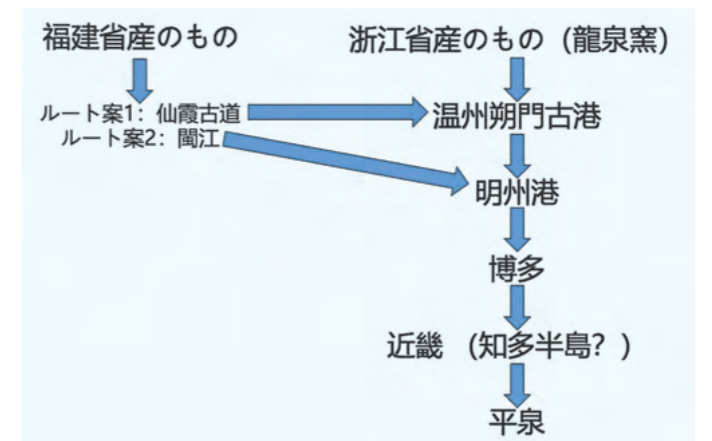 福建省産のもの
浙江省産のもの（龍泉窯）
ルート案1：仙霞古道
ルート案2：閩江
温州朔門古港
明州港
博多
近畿 （知多半島？）
平泉